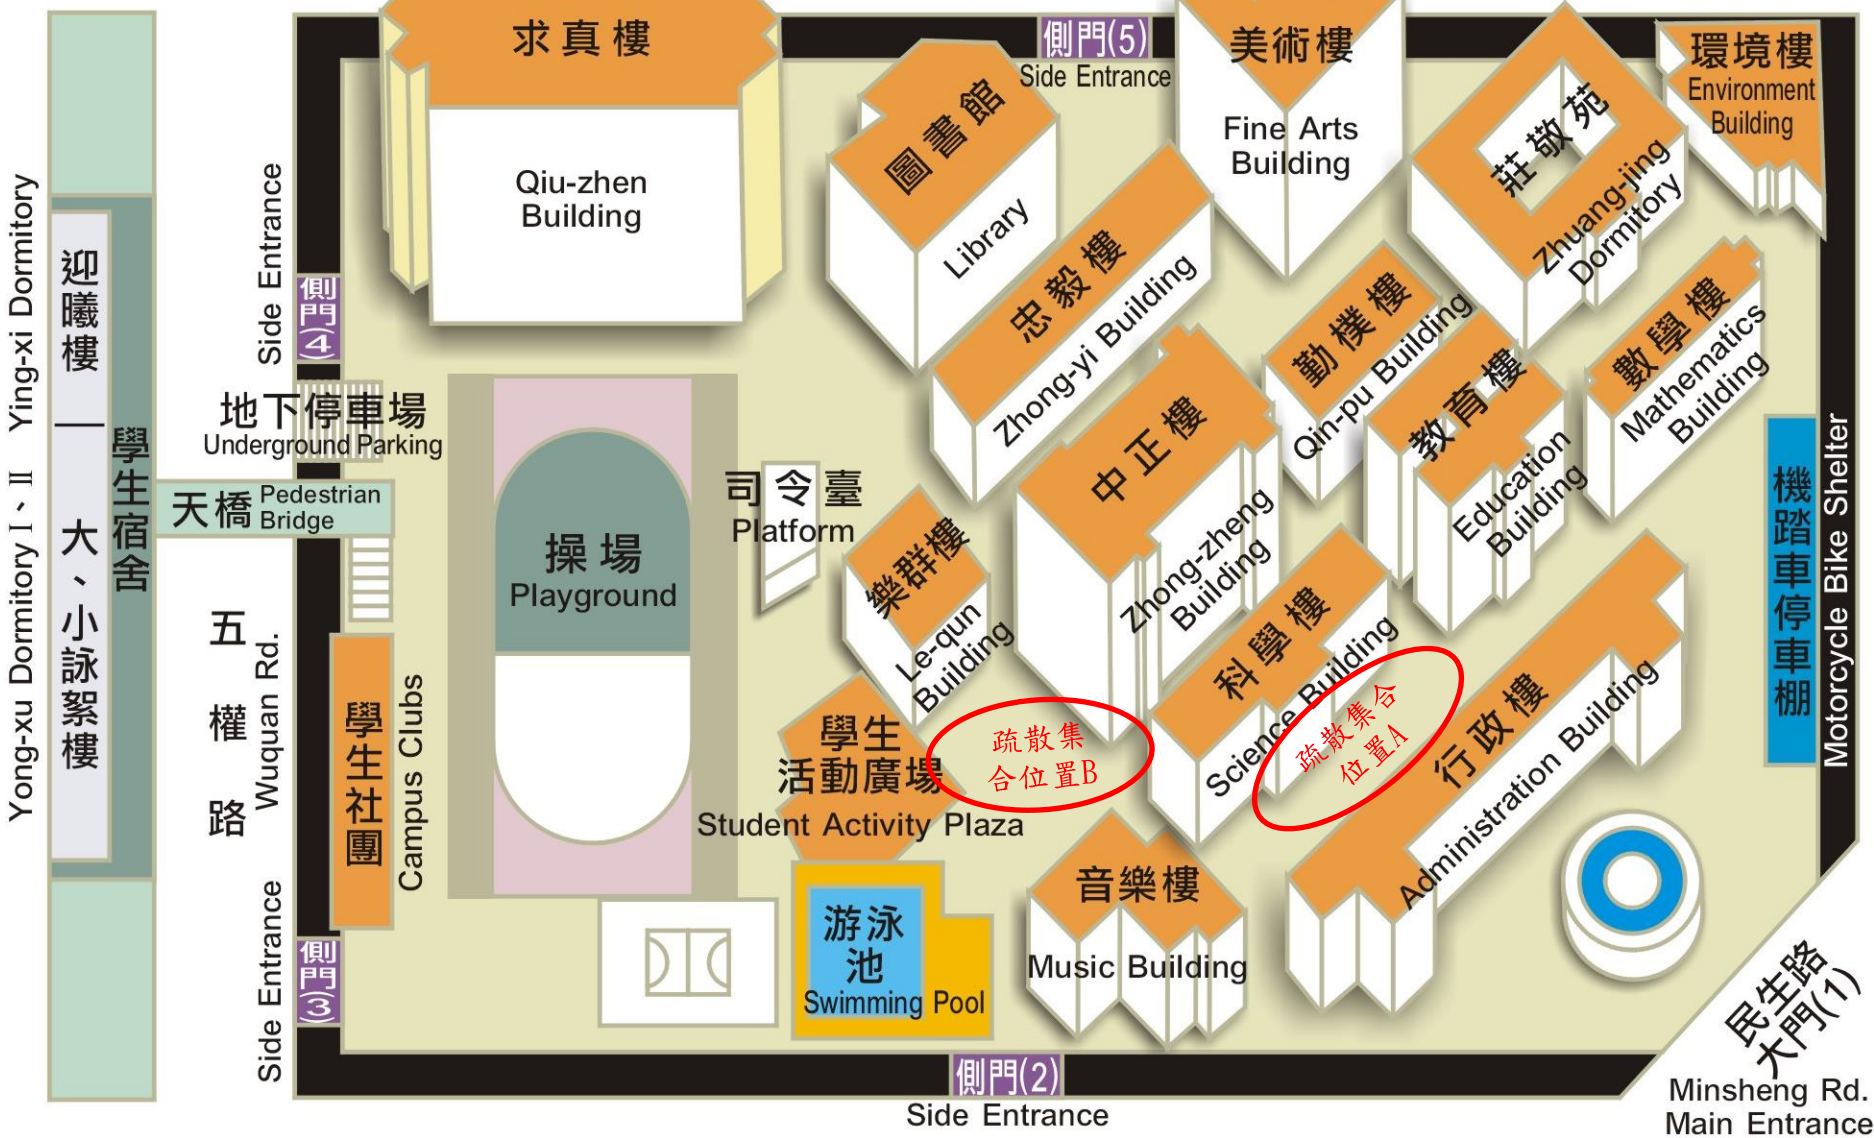 求真樓
Qiu-zhen
Building
側門(5)
Side Entrance
美術樓
Fine Arts
Building
環境樓
Environment
Building
莊敬苑
Zhuang-jing
Dormitory
圖書館
Library
忠毅樓
Zhong-yi Building
勤樸樓
Qin-pu Building
數學樓
Mathematics
Building
教育樓
Education
Building
中正樓
Zhong-zheng
Building
Side Entrance
側門(4)
地下停車場
Underground Parking
迎曦樓
Ying-xi Dormitory
大、小詠絮樓
Yong-xu Dormitory I、II
學生宿舍
天橋
Pedestrian
Bridge
司令臺
Platform
操場
Playground
樂群樓
Le-qun
Building
科學樓
Science Building
疏散集合
位置A
疏散集
合位置B
行政樓
Administration Building
機踏車停車棚
Motorcycle Bike Shelter
五權路
Wuquan Rd.
學生社團
Campus Clubs
學生
活動廣場
Student Activity Plaza
游泳
池
Swimming Pool
音樂樓
Music Building
側門(3)
Side Entrance
側門(2)
Side Entrance
民生路
大門(1)
Minsheng Rd.
Main Entrance